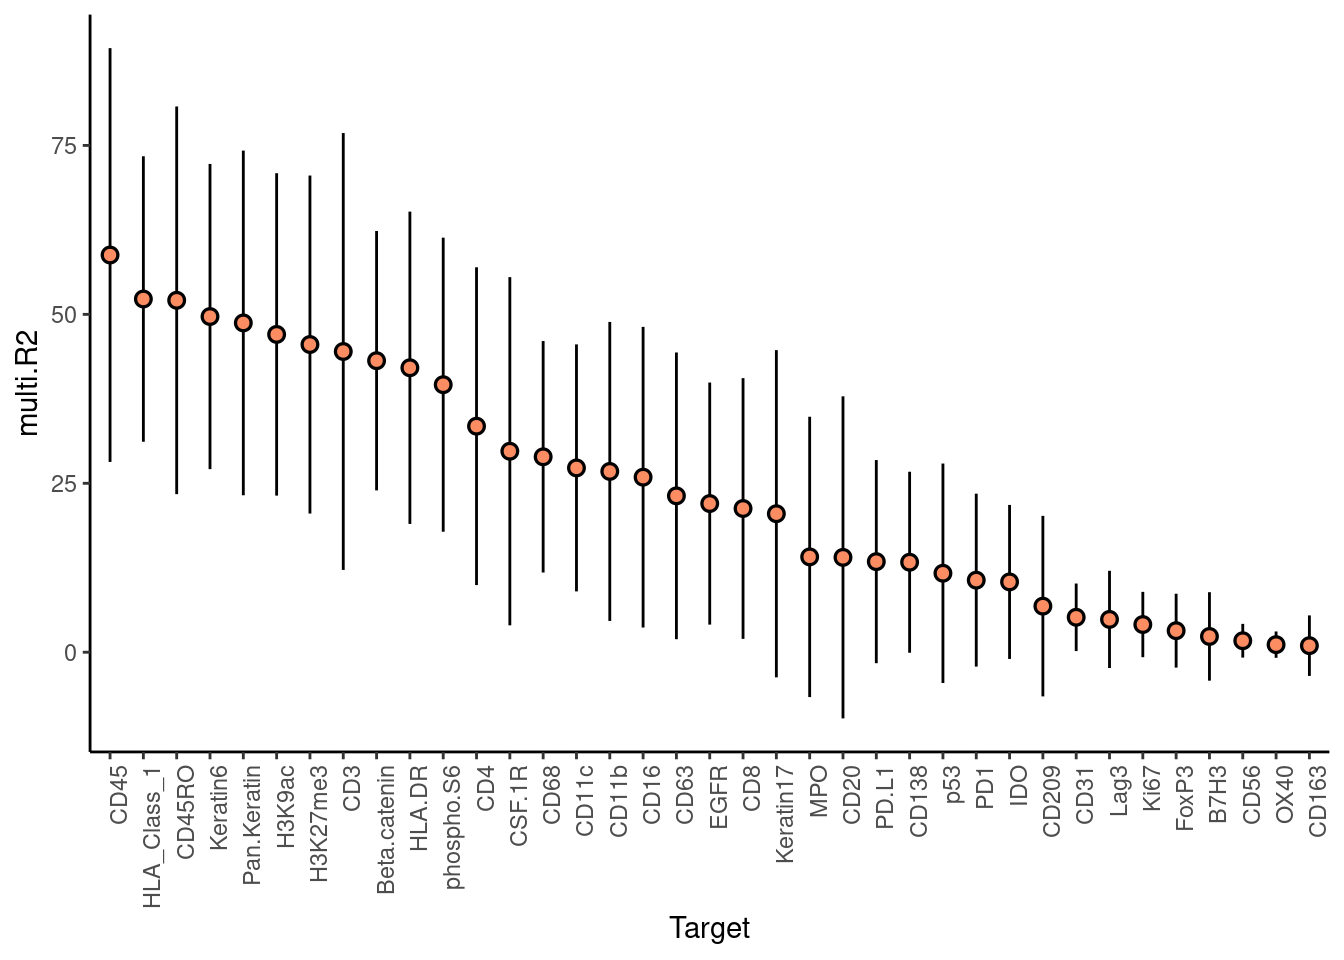 multi.R2
75
50
25
0
CD45
HLA_Class_1
CD45RO
Keratin6
Pan.Keratin
H3K9ac
H3K27me3
CD3
Beta.catenin
HLA.DR
phospho.S6
CD4
CSF.1R
CD68
CD11c
CD11b
CD16
CD63
EGFR
CD8
Keratin17
MPO
CD20
PD.L1
CD138
p53
PD1
IDO
CD209
CD31
Lag3
Ki67
FoxP3
B7H3
CD56
OX40
CD163
Target